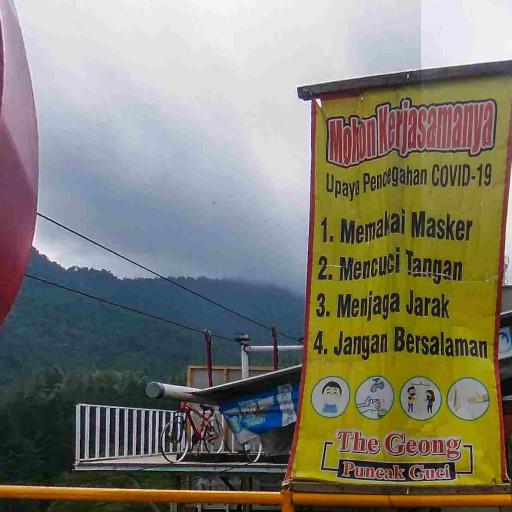 Mohon Kerjasamanya
Upaya Pencegahan COVID-19
1. Memakai Masker
2. Mencuci Tangan
3. Menjaga Jarak
4. Jangan Bersalaman
The Geong
Puncak Guci